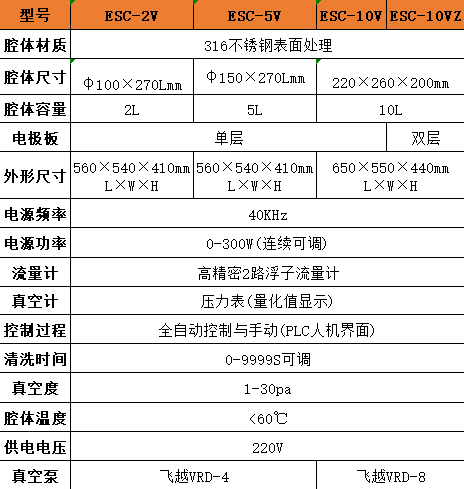 型号 ESC-2V ESC-5V ESC-10V ESC-10VZ
腔体材质 316不锈钢表面处理
腔体尺寸 Φ100×270Lmm Φ150×270Lmm 220×260×200mm
腔体容量 2L 5L 10L
电极板 单层 双层
外形尺寸 560×540×410mm 560×540×410mm 650×550×440mm
L×W×H L×W×H L×W×H
电源频率 40KHz
电源功率 0-300W(连续可调)
流量计 高精密2路浮子流量计
真空计 压力表(量化值显示)
控制过程 全自动控制与手动(PLC人机界面)
清洗时间 0-9999S可调
真空度 1-30pa
腔体温度 <60℃
供电电压 220V
真空泵 飞越VRD-4 飞越VRD-8